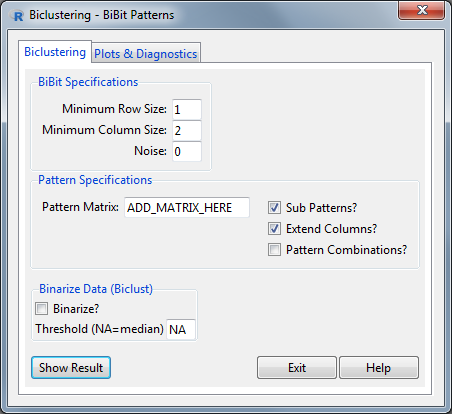 R Biclustering - BiBit Patterns
Biclustering Plots & Diagnostics
BiBit Specifications
Minimum Row Size: 1
Minimum Column Size: 2
Noise: 0
Pattern Specifications
Pattern Matrix: ADD_MATRIX_HERE
Sub Patterns?
Extend Columns?
Pattern Combinations?
Binarize Data (Biclust)
Binarize?
Threshold (NA=median) NA
Show Result Exit Help